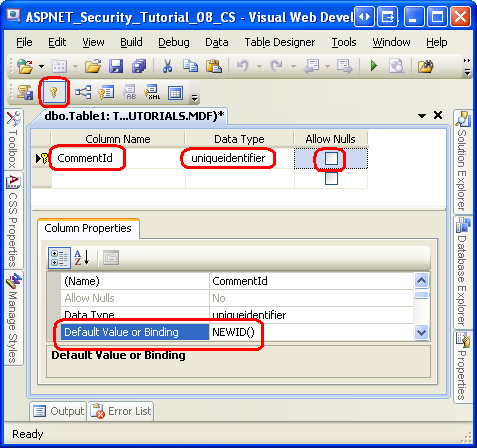 ASPNET_Security_Tutorial_08_CS - Visual Web Devel
File Edit View Build Debug Data Table Designer Tools Window Help
dbo.Table1: T...UTORIALS.MDF)*
Column Name Data Type Allow Nulls
CommentId uniqueidentifier
Column Properties
(Name) CommentId
Allow Nulls No
Data Type uniqueidentifier
Default Value or Binding NEWID()
Default Value or Binding
Toolbox
CSS Properties
Manage Styles
Solution Explorer
Database Explorer
Properties
Output Error List
Ready